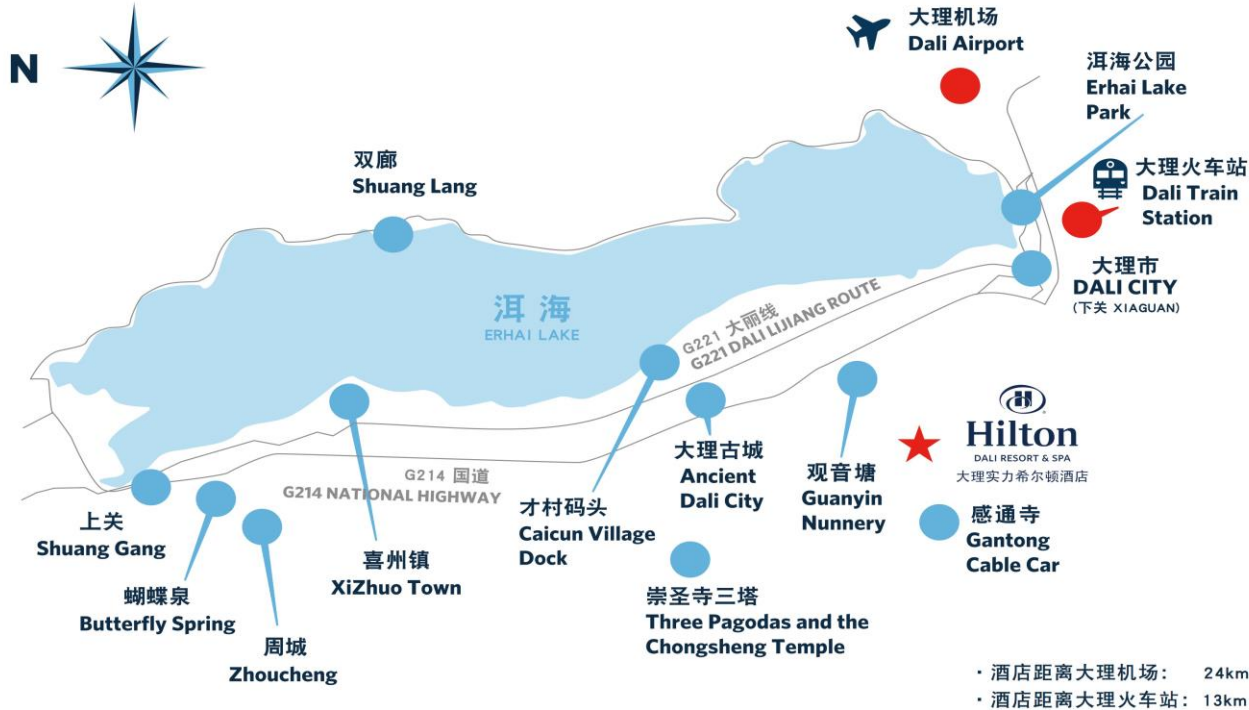 N
大理机场
Dali Airport
洱海公园
Erhai Lake
Park
双廊
Shuang Lang
大理火车站
Dali Train
Station
大理市
DALI CITY
(下关 XIAGUAN)
洱海
ERHAI LAKE
G221 大丽线
G221 DALI LIJIANG ROUTE
H
Hilton
DALI RESORT & SPA
大理实力希尔顿酒店
G214 国道
G214 NATIONAL HIGHWAY
大理古城
Ancient
Dali City
观音塘
Guanyin
Nunnery
才村码头
Caicun Village
Dock
感通寺
Gantong
Cable Car
上关
Shuang Gang
喜州镇
XiZhuo Town
蝴蝶泉
Butterfly Spring
崇圣寺三塔
Three Pagodas and the
Chongsheng Temple
周城
Zhoucheng
·酒店距离大理机场： 24km
·酒店距离大理火车站：13km